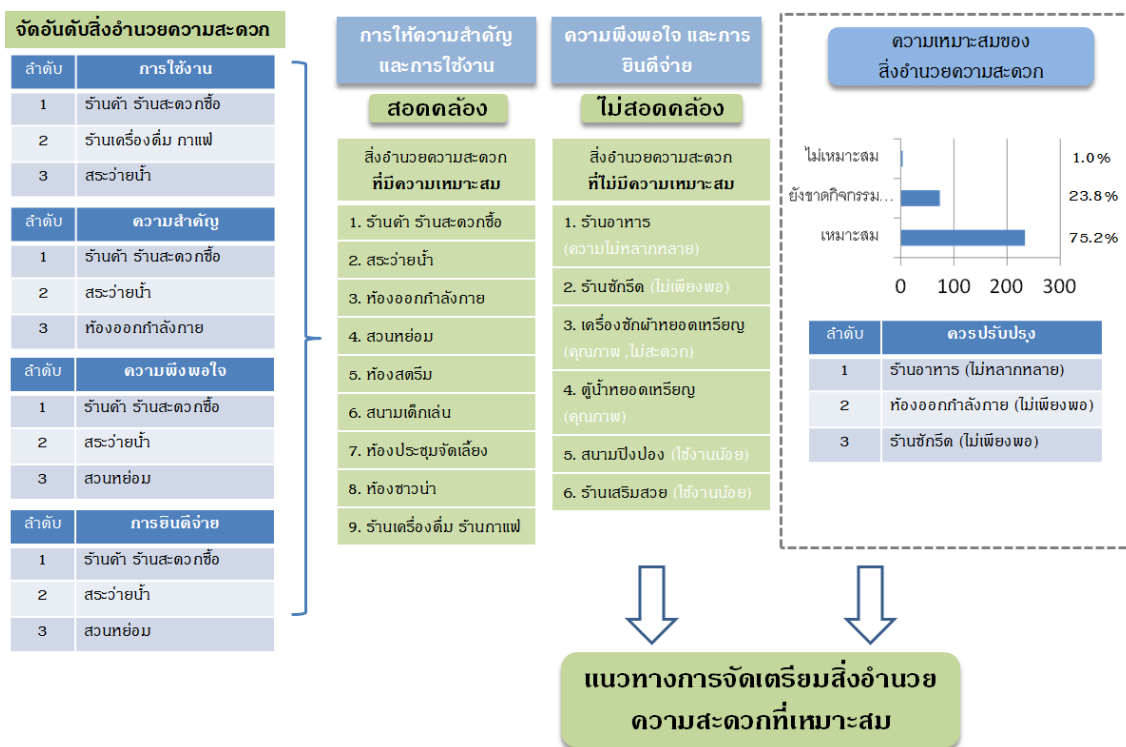 จัดอันดับสิ่งอำนวยความสะดวก
ลำดับ การใช้งาน
1 ร้านค้า ร้านสะดวกซื้อ
2 ร้านเครื่องดื่ม กาแฟ
3 สระว่ายน้ำ
ลำดับ ความสำคัญ
1 ร้านค้า ร้านสะดวกซื้อ
2 สระว่ายน้ำ
3 ห้องออกกำลังกาย
ลำดับ ความพึงพอใจ
1 ร้านค้า ร้านสะดวกซื้อ
2 สระว่ายน้ำ
3 สวนหย่อม
ลำดับ การยินดีจ่าย
1 ร้านค้า ร้านสะดวกซื้อ
2 สระว่ายน้ำ
3 สวนหย่อม
การให้ความสำคัญ
และการใช้งาน
สอดคล้อง
สิ่งอำนวยความสะดวก
ที่มีความเหมาะสม
1. ร้านค้า ร้านสะดวกซื้อ
2. สระว่ายน้ำ
3. ห้องออกกำลังกาย
4. สวนหย่อม
5. ห้องสตรีม
6. สนามเด็กเล่น
7. ห้องประชุมจัดเลี้ยง
8. ห้องซาวน่า
9. ร้านเครื่องดื่ม ร้านกาแฟ
ความพึงพอใจ และการ
ยินดีจ่าย
ไม่สอดคล้อง
สิ่งอำนวยความสะดวก
ที่ไม่มีความเหมาะสม
1. ร้านอาหาร
(ความไม่หลากหลาย)
2. ร้านซักรีด (ไม่เพียงพอ)
3. เครื่องซักผ้าหยอดเหรียญ
(คุณภาพ ,ไม่สะดวก)
4. ตู้น้ำหยอดเหรียญ
(คุณภาพ)
5. สนามปิงปอง (ใช้งานน้อย)
6. ร้านเสริมสวย (ใช้งานน้อย)
ความเหมาะสมของ
สิ่งอำนวยความสะดวก
ไม่เหมาะสม 1.0%
ยังขาดกิจกรรม... 23.8%
เหมาะสม 75.2%
0 100 200 300
ลำดับ ควรปรับปรุง
1 ร้านอาหาร (ไม่หลากหลาย)
2 ห้องออกกำลังกาย (ไม่เพียงพอ)
3 ร้านซักรีด (ไม่เพียงพอ)
แนวทางการจัดเตรียมสิ่งอำนวย
ความสะดวกที่เหมาะสม